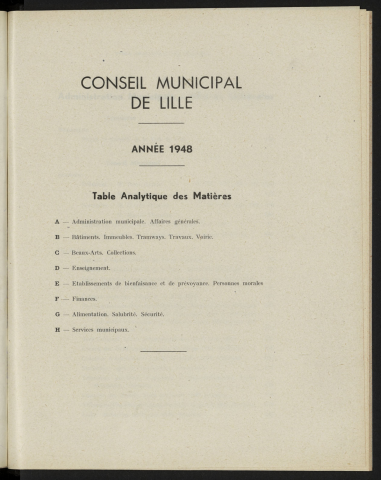 CONSEIL MUNICIPAL
DE LILLE
ANNÉE 1948
Table Analytique des Matières
A — Administration municipale. Affaires générales.
B — Bâtiments. Immeubles. Tramways. Travaux. Voirie.
C — Beaux-Arts. Collections.
D — Enseignement.
E — Etablissements de bienfaisance et de prévoyance. Personnes morales
F — Finances.
G — Alimentation. Salubrité. Sécurité.
H — Services municipaux.